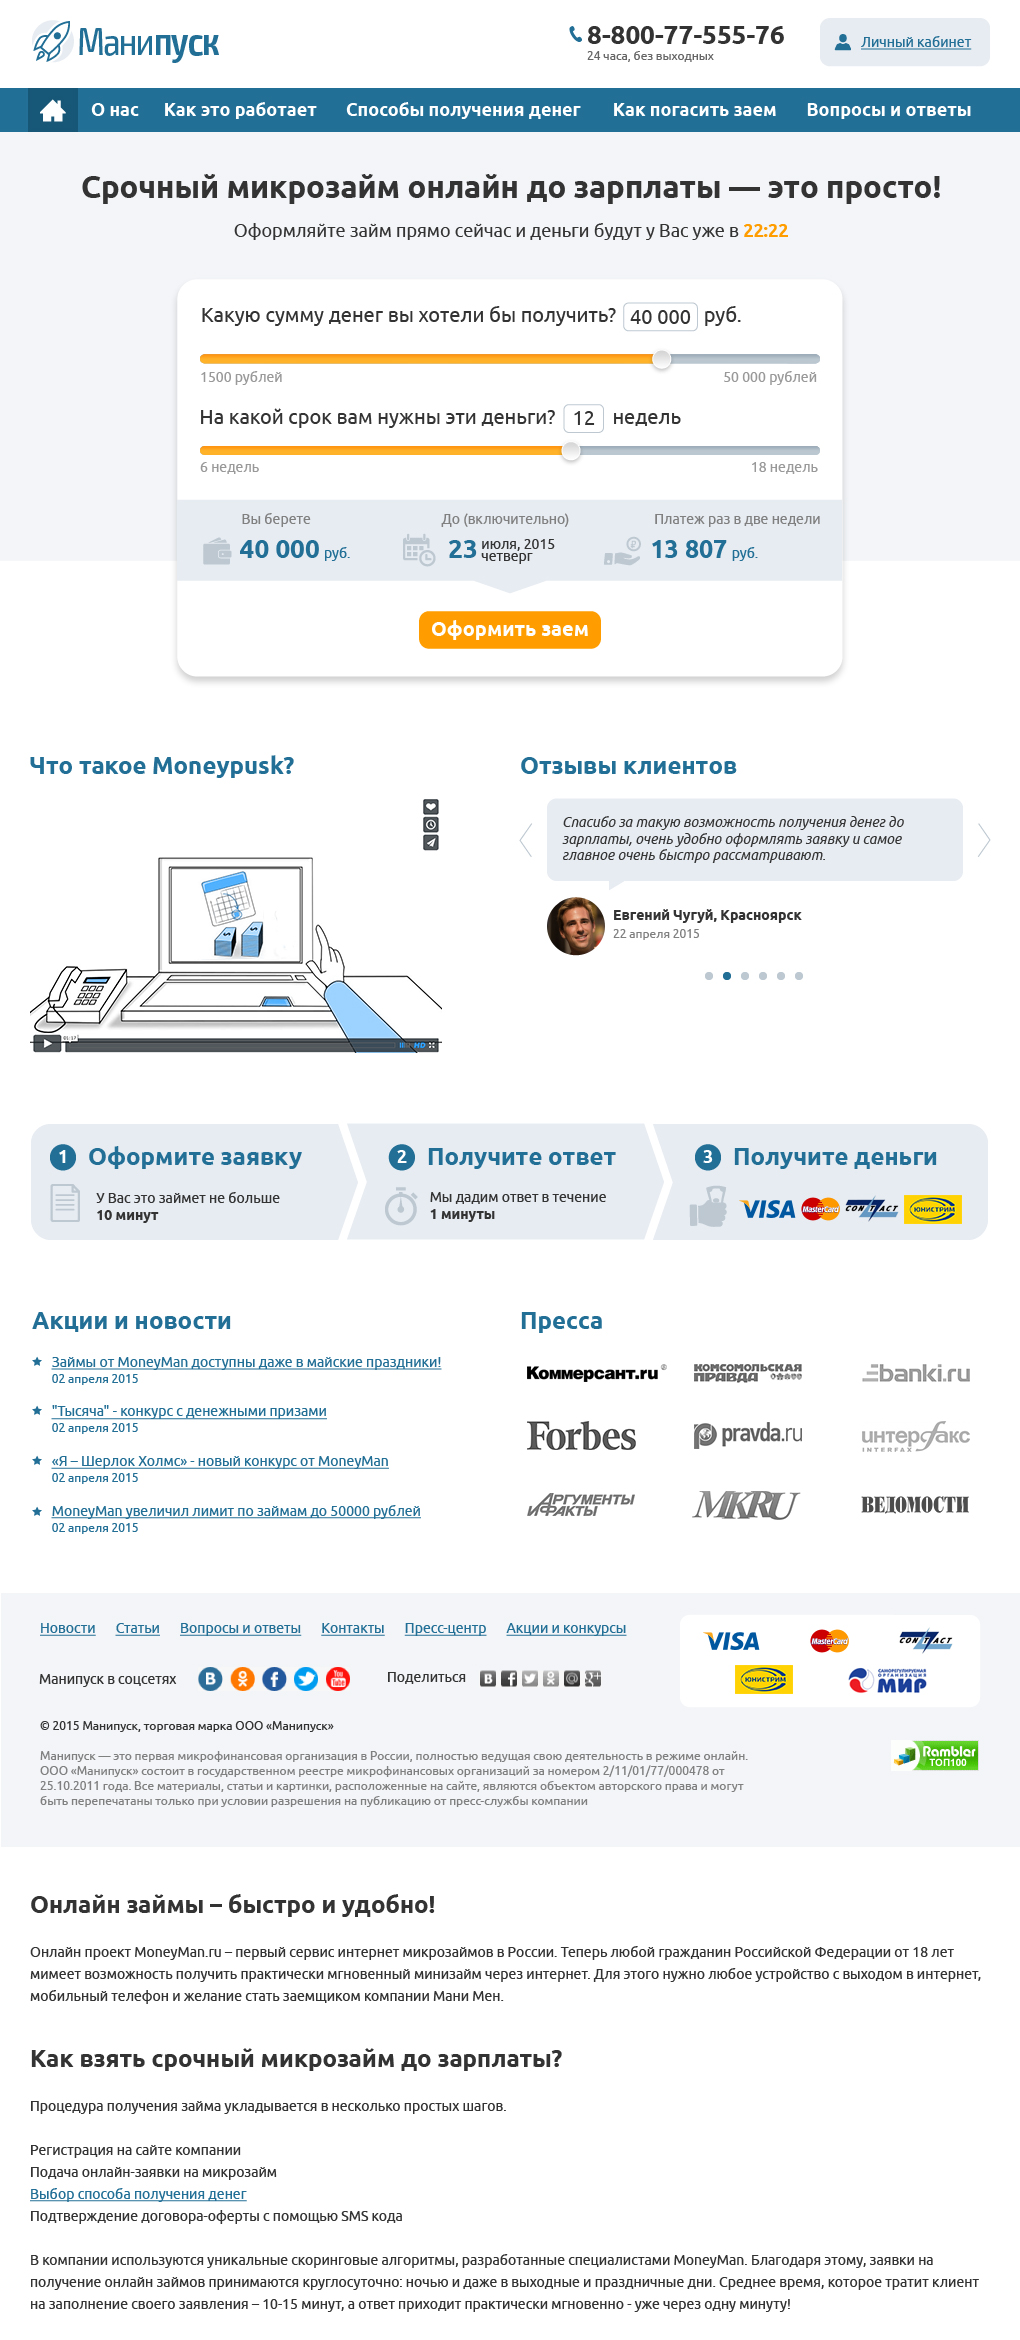 Манипуск
8-800-77-555-76
24 часа, без выходных
Личный кабинет
О нас Как это работает Способы получения денег Как погасить заем Вопросы и ответы
Срочный микрозайм онлайн до зарплаты — это просто!
Оформляйте займ прямо сейчас и деньги будут у Вас уже в 22:22
Какую сумму денег вы хотели бы получить? 40 000 руб.
1500 рублей 50 000 рублей
На какой срок вам нужны эти деньги? 12 недель
6 недель 18 недель
Вы берете До (включительно) Платеж раз в две недели
40 000 руб. 23 июля, 2015 четверг 13 807 руб.
Оформить заем
Что такое Moneypusk?
Отзывы клиентов
Спасибо за такую возможность получения денег до
зарплаты, очень удобно оформлять заявку и самое
главное очень быстро рассматривают.
Евгений Чугуй, Красноярск
22 апреля 2015
HD
1 Оформите заявку
У Вас это займет не больше
10 минут
2 Получите ответ
Мы дадим ответ в течение
1 минуты
3 Получите деньги
VISA MasterCard CONTACT ЮНИСТРИМ
Акции и новости
Займы от MoneyMan доступны даже в майские праздники!
02 апреля 2015
"Тысяча" - конкурс с денежными призами
02 апреля 2015
«Я – Шерлок Холмс» - новый конкурс от MoneyMan
02 апреля 2015
MoneyMan увеличил лимит по займам до 50000 рублей
02 апреля 2015
Пресса
Коммерсант.ru ®
КОМСОМОЛЬСКАЯ
ПРАВДА
banki.ru
Forbes
pravda.ru
интерфакс
INTERFAX
АРГУМЕНТЫ
И ФАКТЫ
MKRU
ВЕДОМОСТИ
Новости Статьи Вопросы и ответы Контакты Пресс-центр Акции и конкурсы
Манипуск в соцсетях
Поделиться
VISA MasterCard CONTACT
ЮНИСТРИМ
САМОРЕГУЛИРУЕМАЯ
ОРГАНИЗАЦИЯ
МИР
© 2015 Манипуск, торговая марка ООО «Манипуск»
Манипуск — это первая микрофинансовая организация в России, полностью ведущая свою деятельность в режиме онлайн.
ООО «Манипуск» состоит в государственном реестре микрофинансовых организаций за номером 2/11/01/77/000478 от
25.10.2011 года. Все материалы, статьи и картинки, расположенные на сайте, являются объектом авторского права и могут
быть перепечатаны только при условии разрешения на публикацию от пресс-службы компании
Rambler
ТОП100
Онлайн займы – быстро и удобно!
Онлайн проект MoneyMan.ru – первый сервис интернет микрозаймов в России. Теперь любой гражданин Российской Федерации от 18 лет
мимеет возможность получить практически мгновенный минизайм через интернет. Для этого нужно любое устройство с выходом в интернет,
мобильный телефон и желание стать заемщиком компании Мани Мен.
Как взять срочный микрозайм до зарплаты?
Процедура получения займа укладывается в несколько простых шагов.
Регистрация на сайте компании
Подача онлайн-заявки на микрозайм
Выбор способа получения денег
Подтверждение договора-оферты с помощью SMS кода
В компании используются уникальные скоринговые алгоритмы, разработанные специалистами MoneyMan. Благодаря этому, заявки на
получение онлайн займов принимаются круглосуточно: ночью и даже в выходные и праздничные дни. Среднее время, которое тратит клиент
на заполнение своего заявления – 10-15 минут, а ответ приходит практически мгновенно - уже через одну минуту!